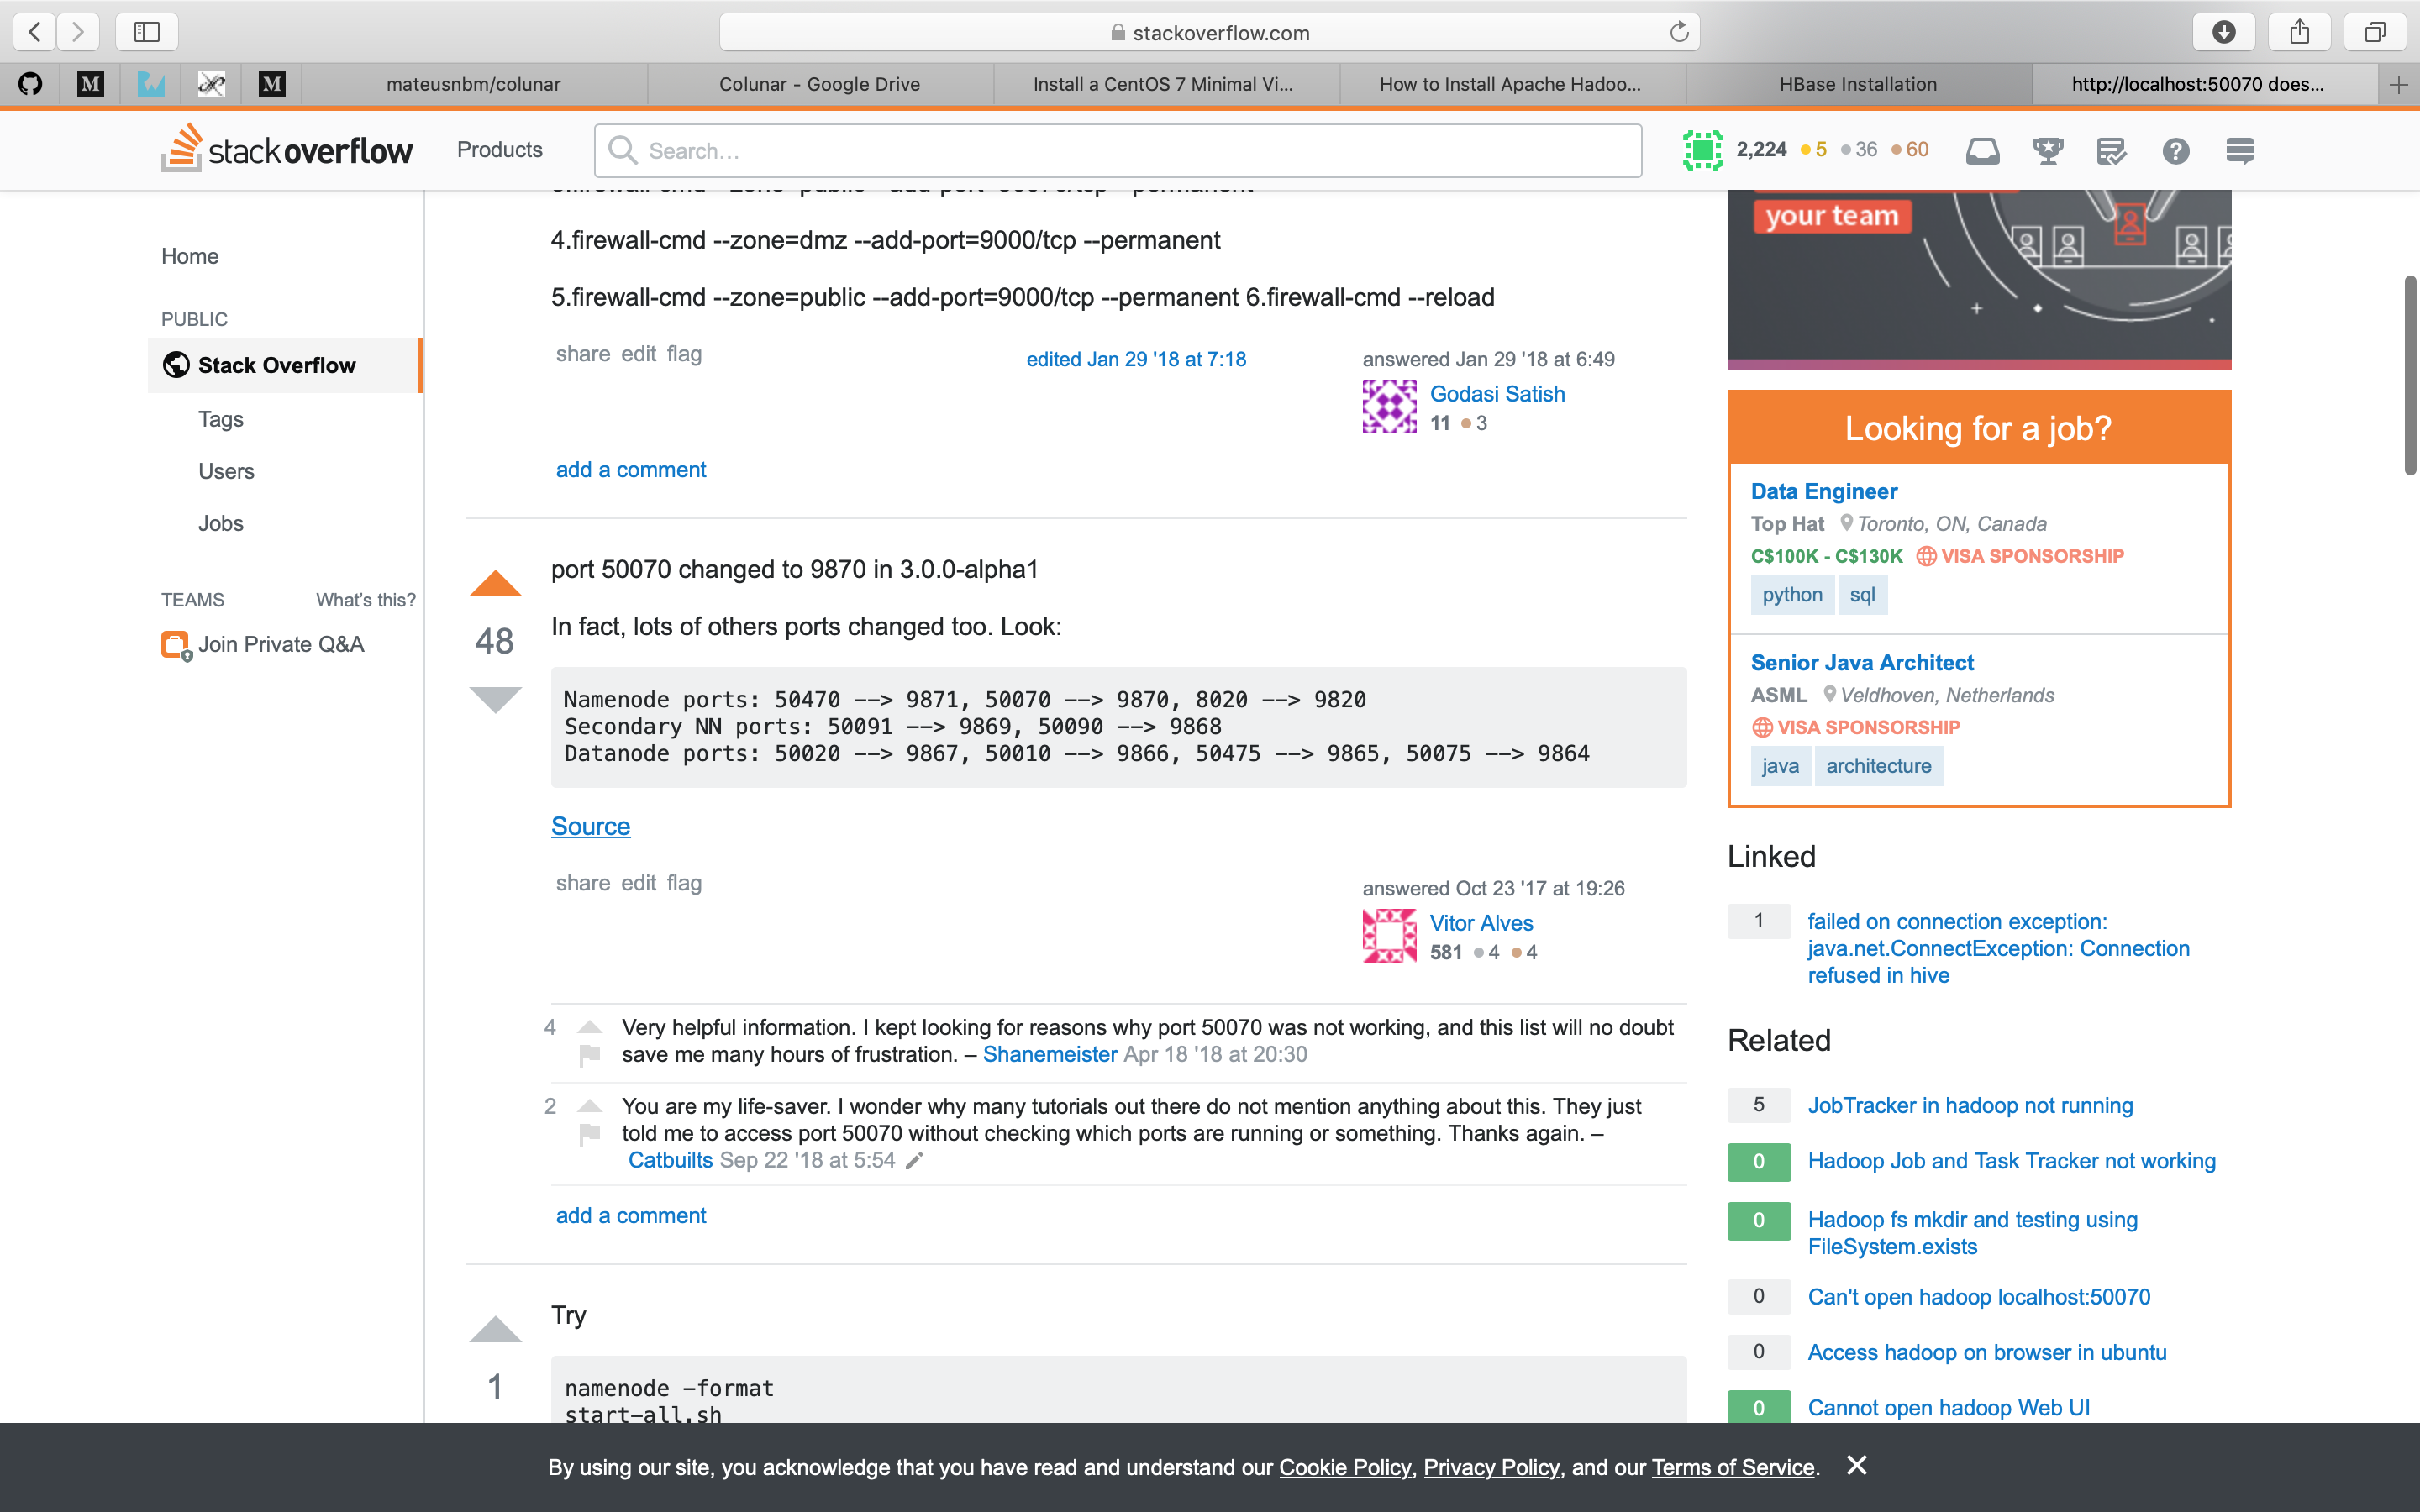 stackoverflow.com
M
M
mateusnbm/colunar
Colunar - Google Drive
Install a CentOS 7 Minimal Vi...
How to Install Apache Hadoo...
HBase Installation
http://localhost:50070 does...
stackoverflow
Products
Search...
2,224 5 36 60
Home
PUBLIC
Stack Overflow
Tags
Users
Jobs
TEAMS What's this?
Join Private Q&A
4.firewall-cmd --zone=dmz --add-port=9000/tcp --permanent
5.firewall-cmd --zone=public --add-port=9000/tcp --permanent 6.firewall-cmd --reload
share edit flag
edited Jan 29 '18 at 7:18
answered Jan 29 '18 at 6:49
Godasi Satish
11 3
add a comment
48
port 50070 changed to 9870 in 3.0.0-alpha1
In fact, lots of others ports changed too. Look:
Namenode ports: 50470 --> 9871, 50070 --> 9870, 8020 --> 9820
Secondary NN ports: 50091 --> 9869, 50090 --> 9868
Datanode ports: 50020 --> 9867, 50010 --> 9866, 50475 --> 9865, 50075 --> 9864
Source
share edit flag
answered Oct 23 '17 at 19:26
Vitor Alves
581 4 4
4 Very helpful information. I kept looking for reasons why port 50070 was not working, and this list will no doubt
save me many hours of frustration. – Shanemeister Apr 18 '18 at 20:30
2 You are my life-saver. I wonder why many tutorials out there do not mention anything about this. They just
told me to access port 50070 without checking which ports are running or something. Thanks again. –
Catbuilts Sep 22 '18 at 5:54
add a comment
1
Try
namenode -format
start-all.sh
your team
Looking for a job?
Data Engineer
Top Hat Toronto, ON, Canada
C$100K - C$130K VISA SPONSORSHIP
python sql
Senior Java Architect
ASML Veldhoven, Netherlands
VISA SPONSORSHIP
java architecture
Linked
1 failed on connection exception:
java.net.ConnectException: Connection
refused in hive
Related
5 JobTracker in hadoop not running
0 Hadoop Job and Task Tracker not working
0 Hadoop fs mkdir and testing using
FileSystem.exists
0 Can't open hadoop localhost:50070
0 Access hadoop on browser in ubuntu
0 Cannot open hadoop Web UI
By using our site, you acknowledge that you have read and understand our Cookie Policy, Privacy Policy, and our Terms of Service.